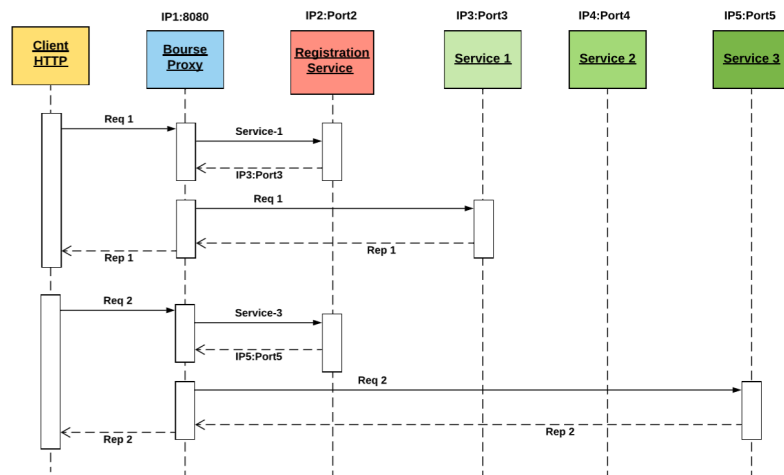 IP1:8080 IP2:Port2 IP3:Port3 IP4:Port4 IP5:Port5
Client
HTTP
Bourse
Proxy
Registration
Service
Service 1
Service 2
Service 3
Req 1
Service-1
IP3:Port3
Req 1
Rep 1
Rep 1
Req 2
Service-3
IP5:Port5
Req 2
Rep 2
Rep 2